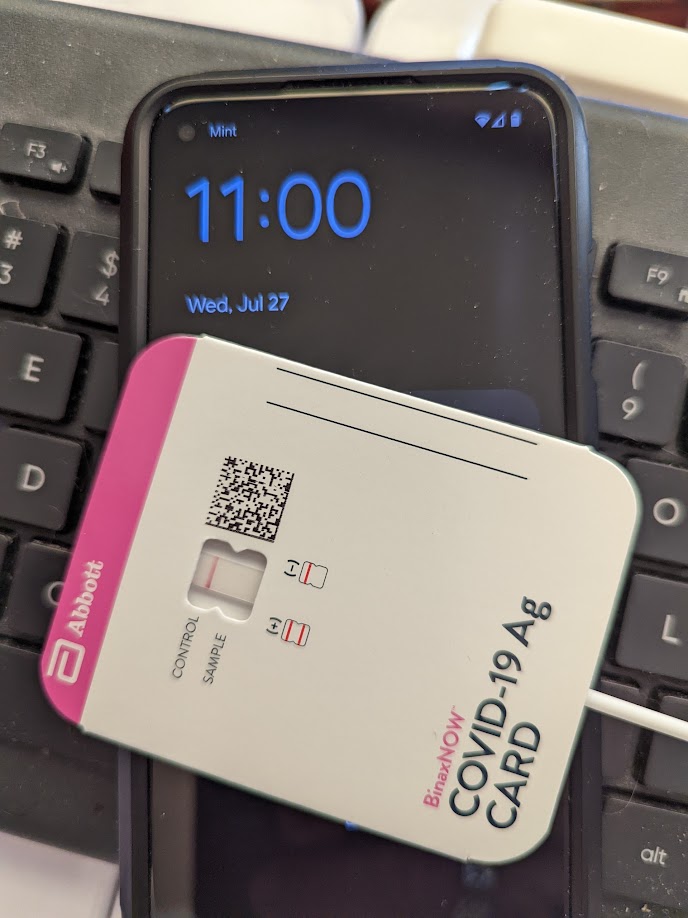 Mint
11:00
Wed, Jul 27
F3
#
3
$
4
E
D
F9
(
9
O
L
alt
Abbott
CONTROL
SAMPLE
(-)
(+)
BinaxNOW™
COVID-19 Ag
CARD